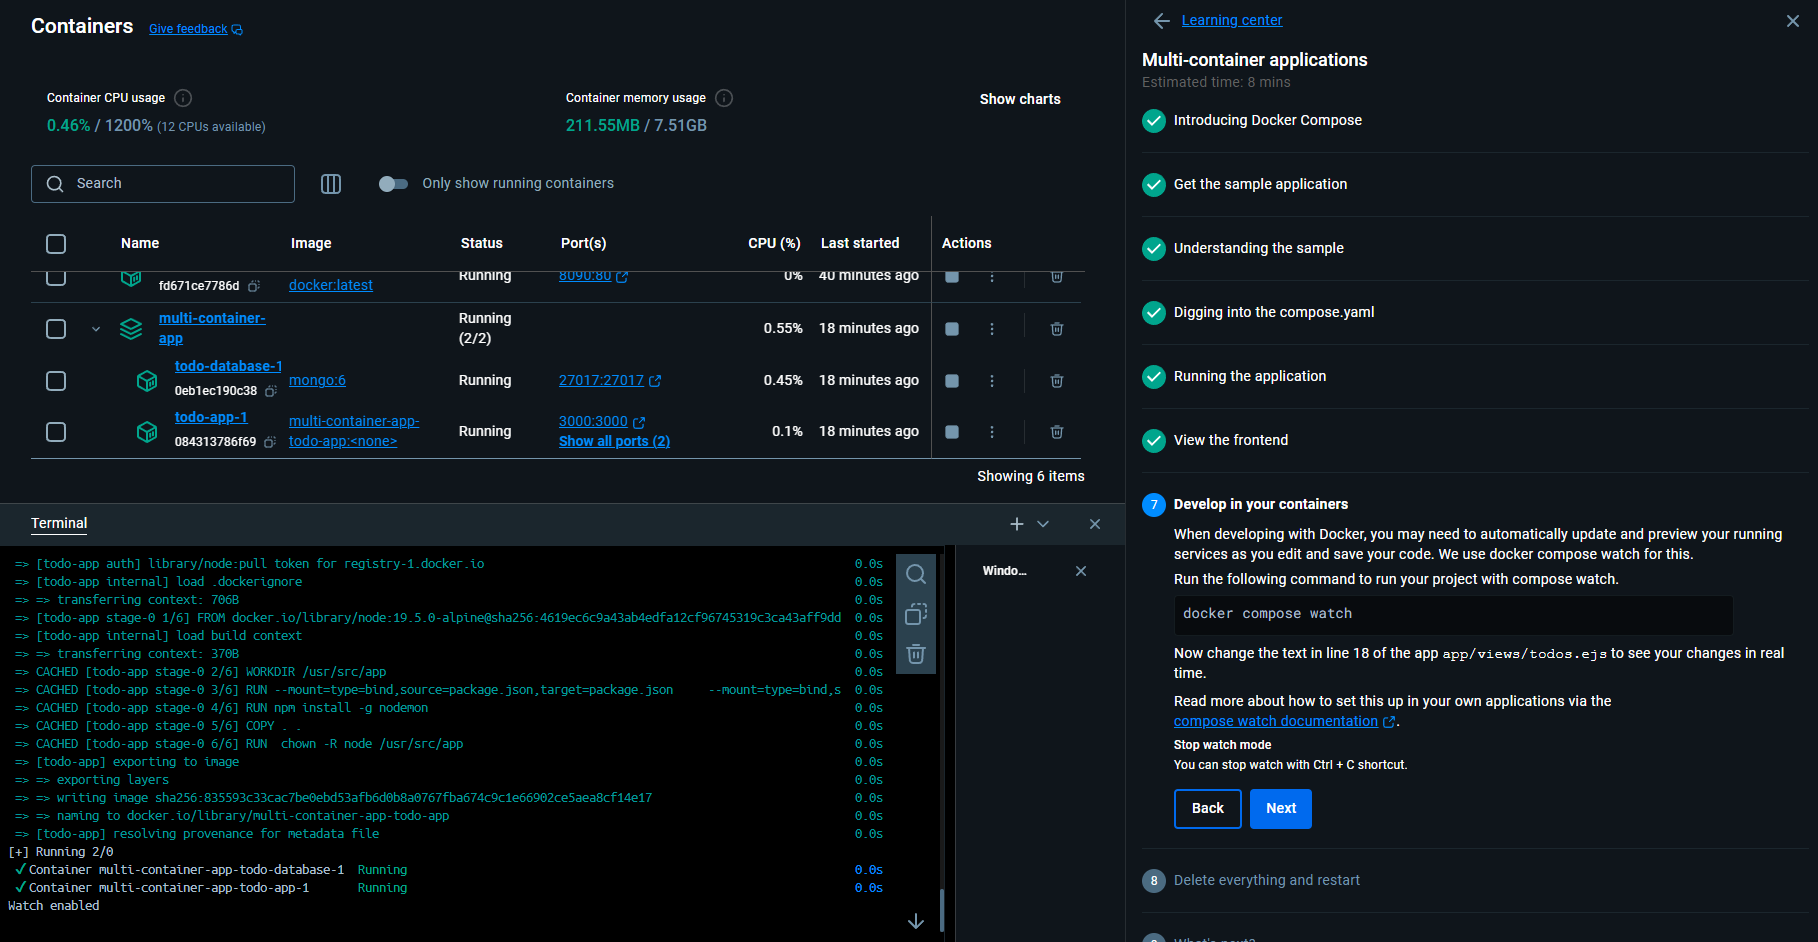 Containers Give feedback
Container CPU usage
0.46% / 1200% (12 CPUs available)
Container memory usage
211.55MB / 7.51GB
Show charts
Search
Only show running containers
Name Image Status Port(s) CPU (%) Last started Actions
fd671ce7786d docker:latest Running 8090:80 0% 40 minutes ago
multi-container-
app
Running
(2/2)
0.55% 18 minutes ago
todo-database-1
0eb1ec190c38
mongo:6 Running 27017:27017 0.45% 18 minutes ago
todo-app-1
084313786f69
multi-container-app-
todo-app:<none>
Running
3000:3000
Show all ports (2)
0.1% 18 minutes ago
Showing 6 items
Terminal
=> [todo-app auth] library/node:pull token for registry-1.docker.io 0.0s
=> [todo-app internal] load .dockerignore 0.0s
=> => transferring context: 706B 0.0s
=> [todo-app stage-0 1/6] FROM docker.io/library/node:19.5.0-alpine@sha256:4619ec6c9a43ab4edfa12cf96745319c3ca43aff9dd 0.0s
=> [todo-app internal] load build context 0.0s
=> => transferring context: 370B 0.0s
=> CACHED [todo-app stage-0 2/6] WORKDIR /usr/src/app 0.0s
=> CACHED [todo-app stage-0 3/6] RUN --mount=type=bind,source=package.json,target=package.json --mount=type=bind,s 0.0s
=> CACHED [todo-app stage-0 4/6] RUN npm install -g nodemon 0.0s
=> CACHED [todo-app stage-0 5/6] COPY . . 0.0s
=> CACHED [todo-app stage-0 6/6] RUN chown -R node /usr/src/app 0.0s
=> [todo-app] exporting to image 0.0s
=> => exporting layers 0.0s
=> => writing image sha256:835593c33cac7be0ebd53afb6d0b8a0767fba674c9c1e66902ce5aea8cf14e17 0.0s
=> => naming to docker.io/library/multi-container-app-todo-app 0.0s
=> [todo-app] resolving provenance for metadata file 0.0s
[+] Running 2/0
✓Container multi-container-app-todo-database-1 Running 0.0s
✓Container multi-container-app-todo-app-1 Running 0.0s
Watch enabled
Windo...
Learning center
Multi-container applications
Estimated time: 8 mins
Introducing Docker Compose
Get the sample application
Understanding the sample
Digging into the compose.yaml
Running the application
View the frontend
7 Develop in your containers
When developing with Docker, you may need to automatically update and preview your running
services as you edit and save your code. We use docker compose watch for this.
Run the following command to run your project with compose watch.
docker compose watch
Now change the text in line 18 of the app app/views/todos.ejs to see your changes in real
time.
Read more about how to set this up in your own applications via the
compose watch documentation.
Stop watch mode
You can stop watch with Ctrl + C shortcut.
Back Next
8 Delete everything and restart
9 What's next?